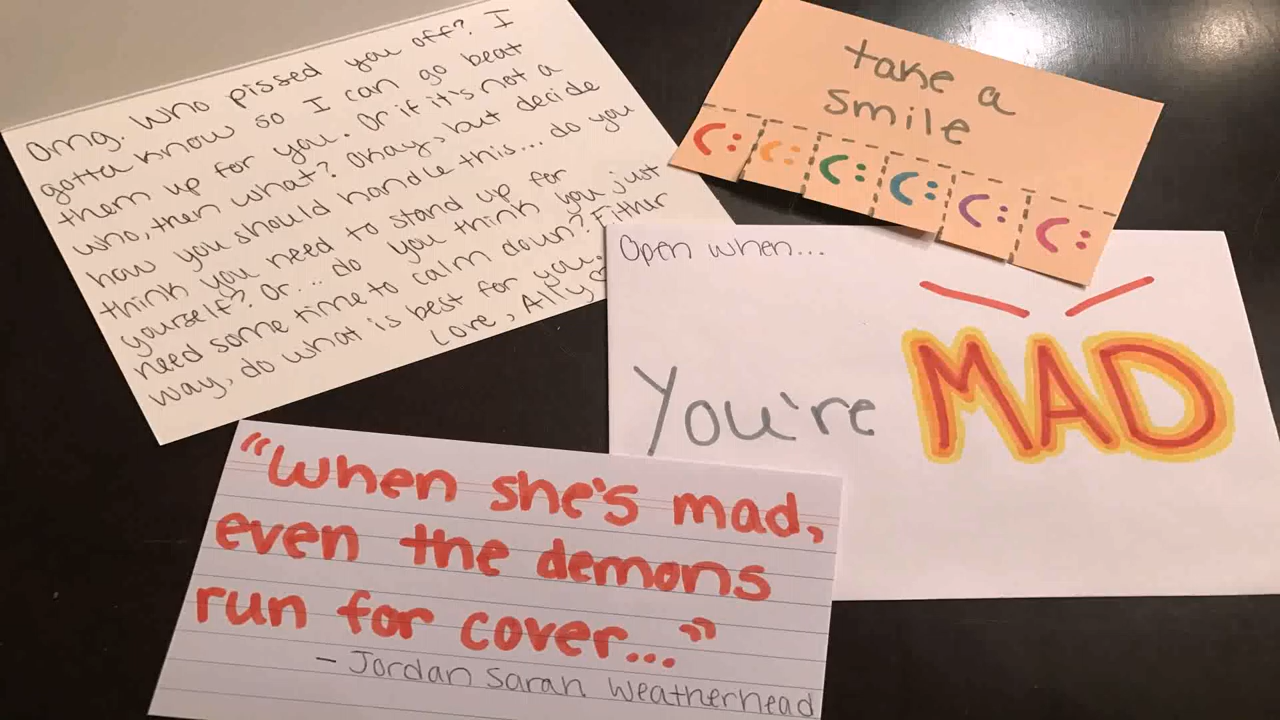 Omg. Who pissed you off? I
gotta know so I can go beat
them up for you. Or if it's not a
who, then what? Okay, but decide
how you should handle this... do you
think you need to stand up for
yourself? Or... do you think you just
need some time to calm down? Either
way, do what is best for you.
Love, Ally ♡
take a
smile
C: C: C: C: C: C:
Open when...
You're MAD
"When she's mad,
even the demons
run for cover..."
- Jordan Sarah Weatherhead